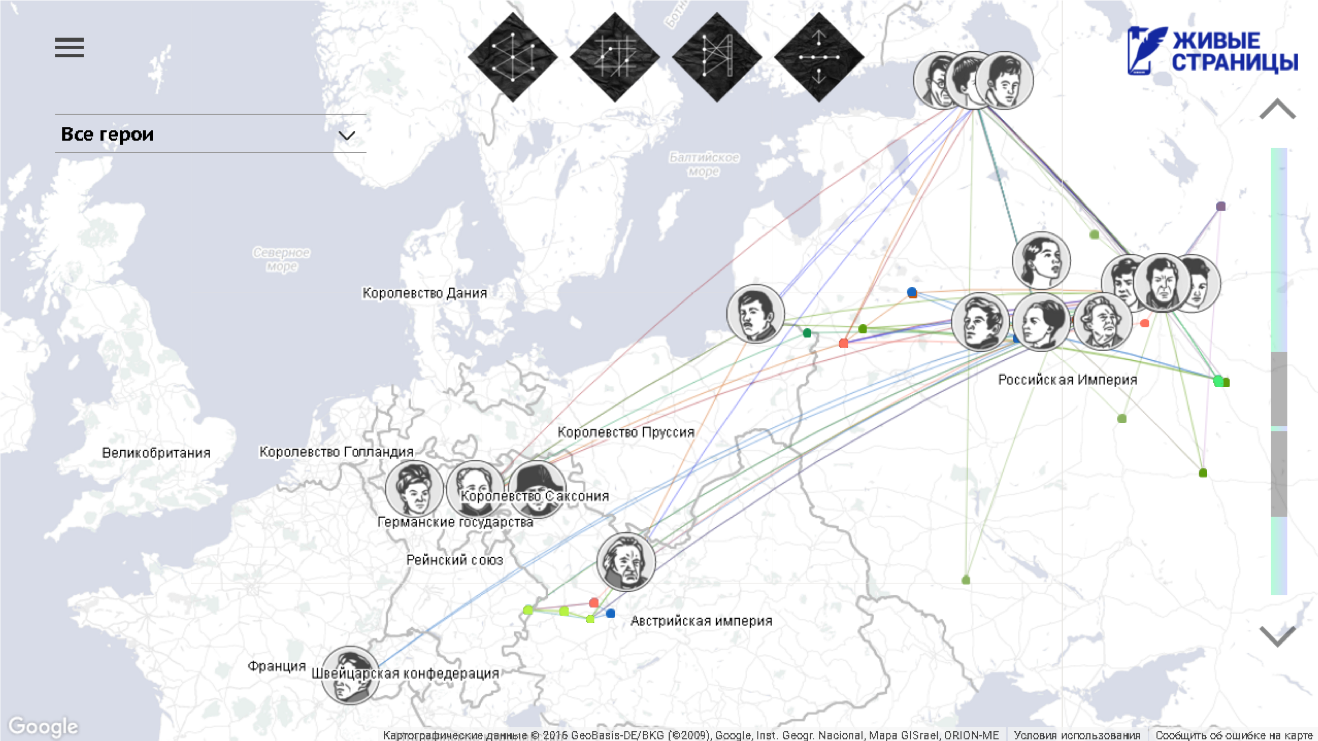 Балтий
ЖИВЫЕ
СТРАНИЦЫ
Все герои
Балтийское
море
Северное
море
Королевство Дания
Российская Империя
Королевство Пруссия
Великобритания
Королевство Голландия
Королевство Саксония
Германские государства
Рейнский союз
Австрийская империя
Франция
Швейцарская конфедерация
Google
Картографические данные © 2016 GeoBasis-DE/BKG (©2009), Google, Inst. Geogr. Nacional, Mapa GISrael, ORION-ME
Условия использования
Сообщить об ошибке на карте